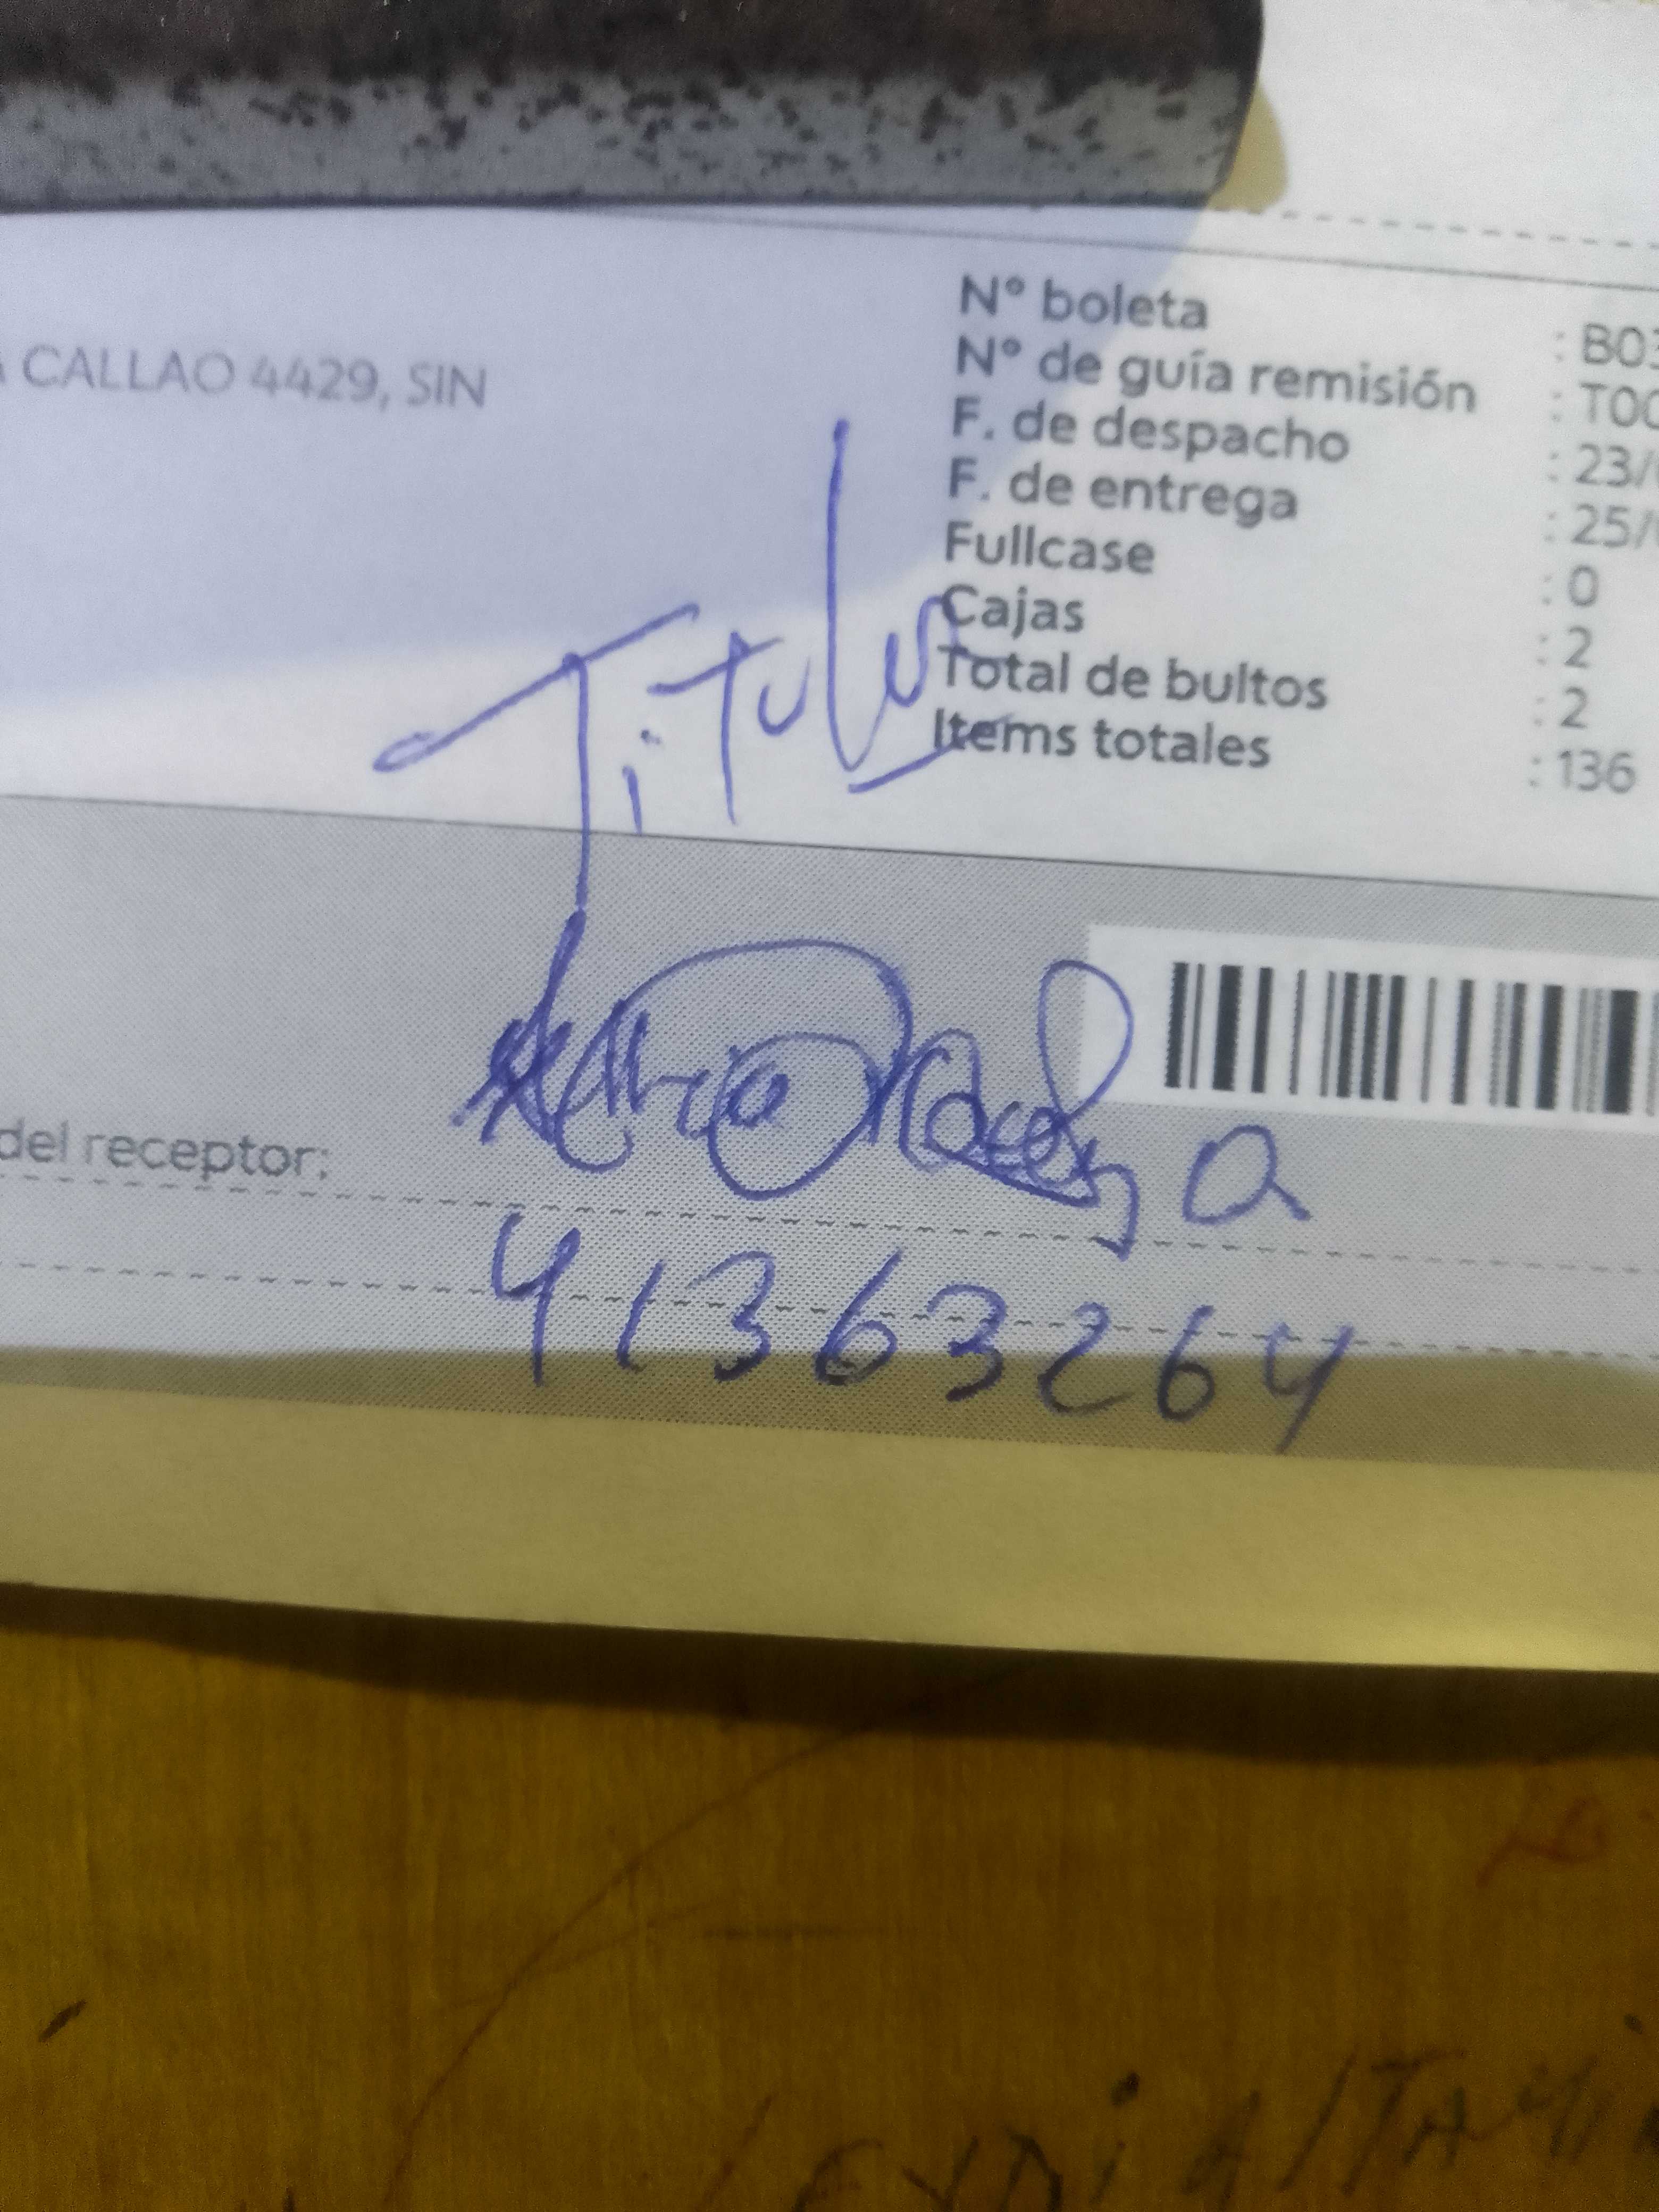 CALLAO 4429, SIN
N° boleta : B03
N° de guía remisión : T00
F. de despacho : 23/
F. de entrega : 25/
Fullcase : 0
Cajas : 2
Total de bultos : 2
Items totales : 136
Titular
del receptor:
41363264